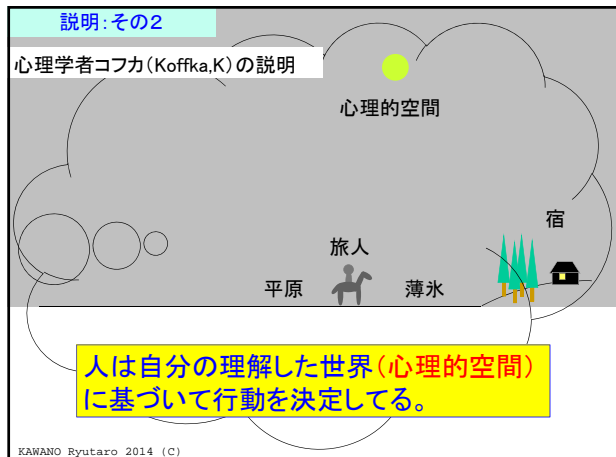 説明：その２
心理学者コフカ（Koffka,K）の説明
心理的空間
宿
旅人
平原
薄氷
人は自分の理解した世界（心理的空間）
に基づいて行動を決定してる。
KAWANO Ryutaro 2014 (C)